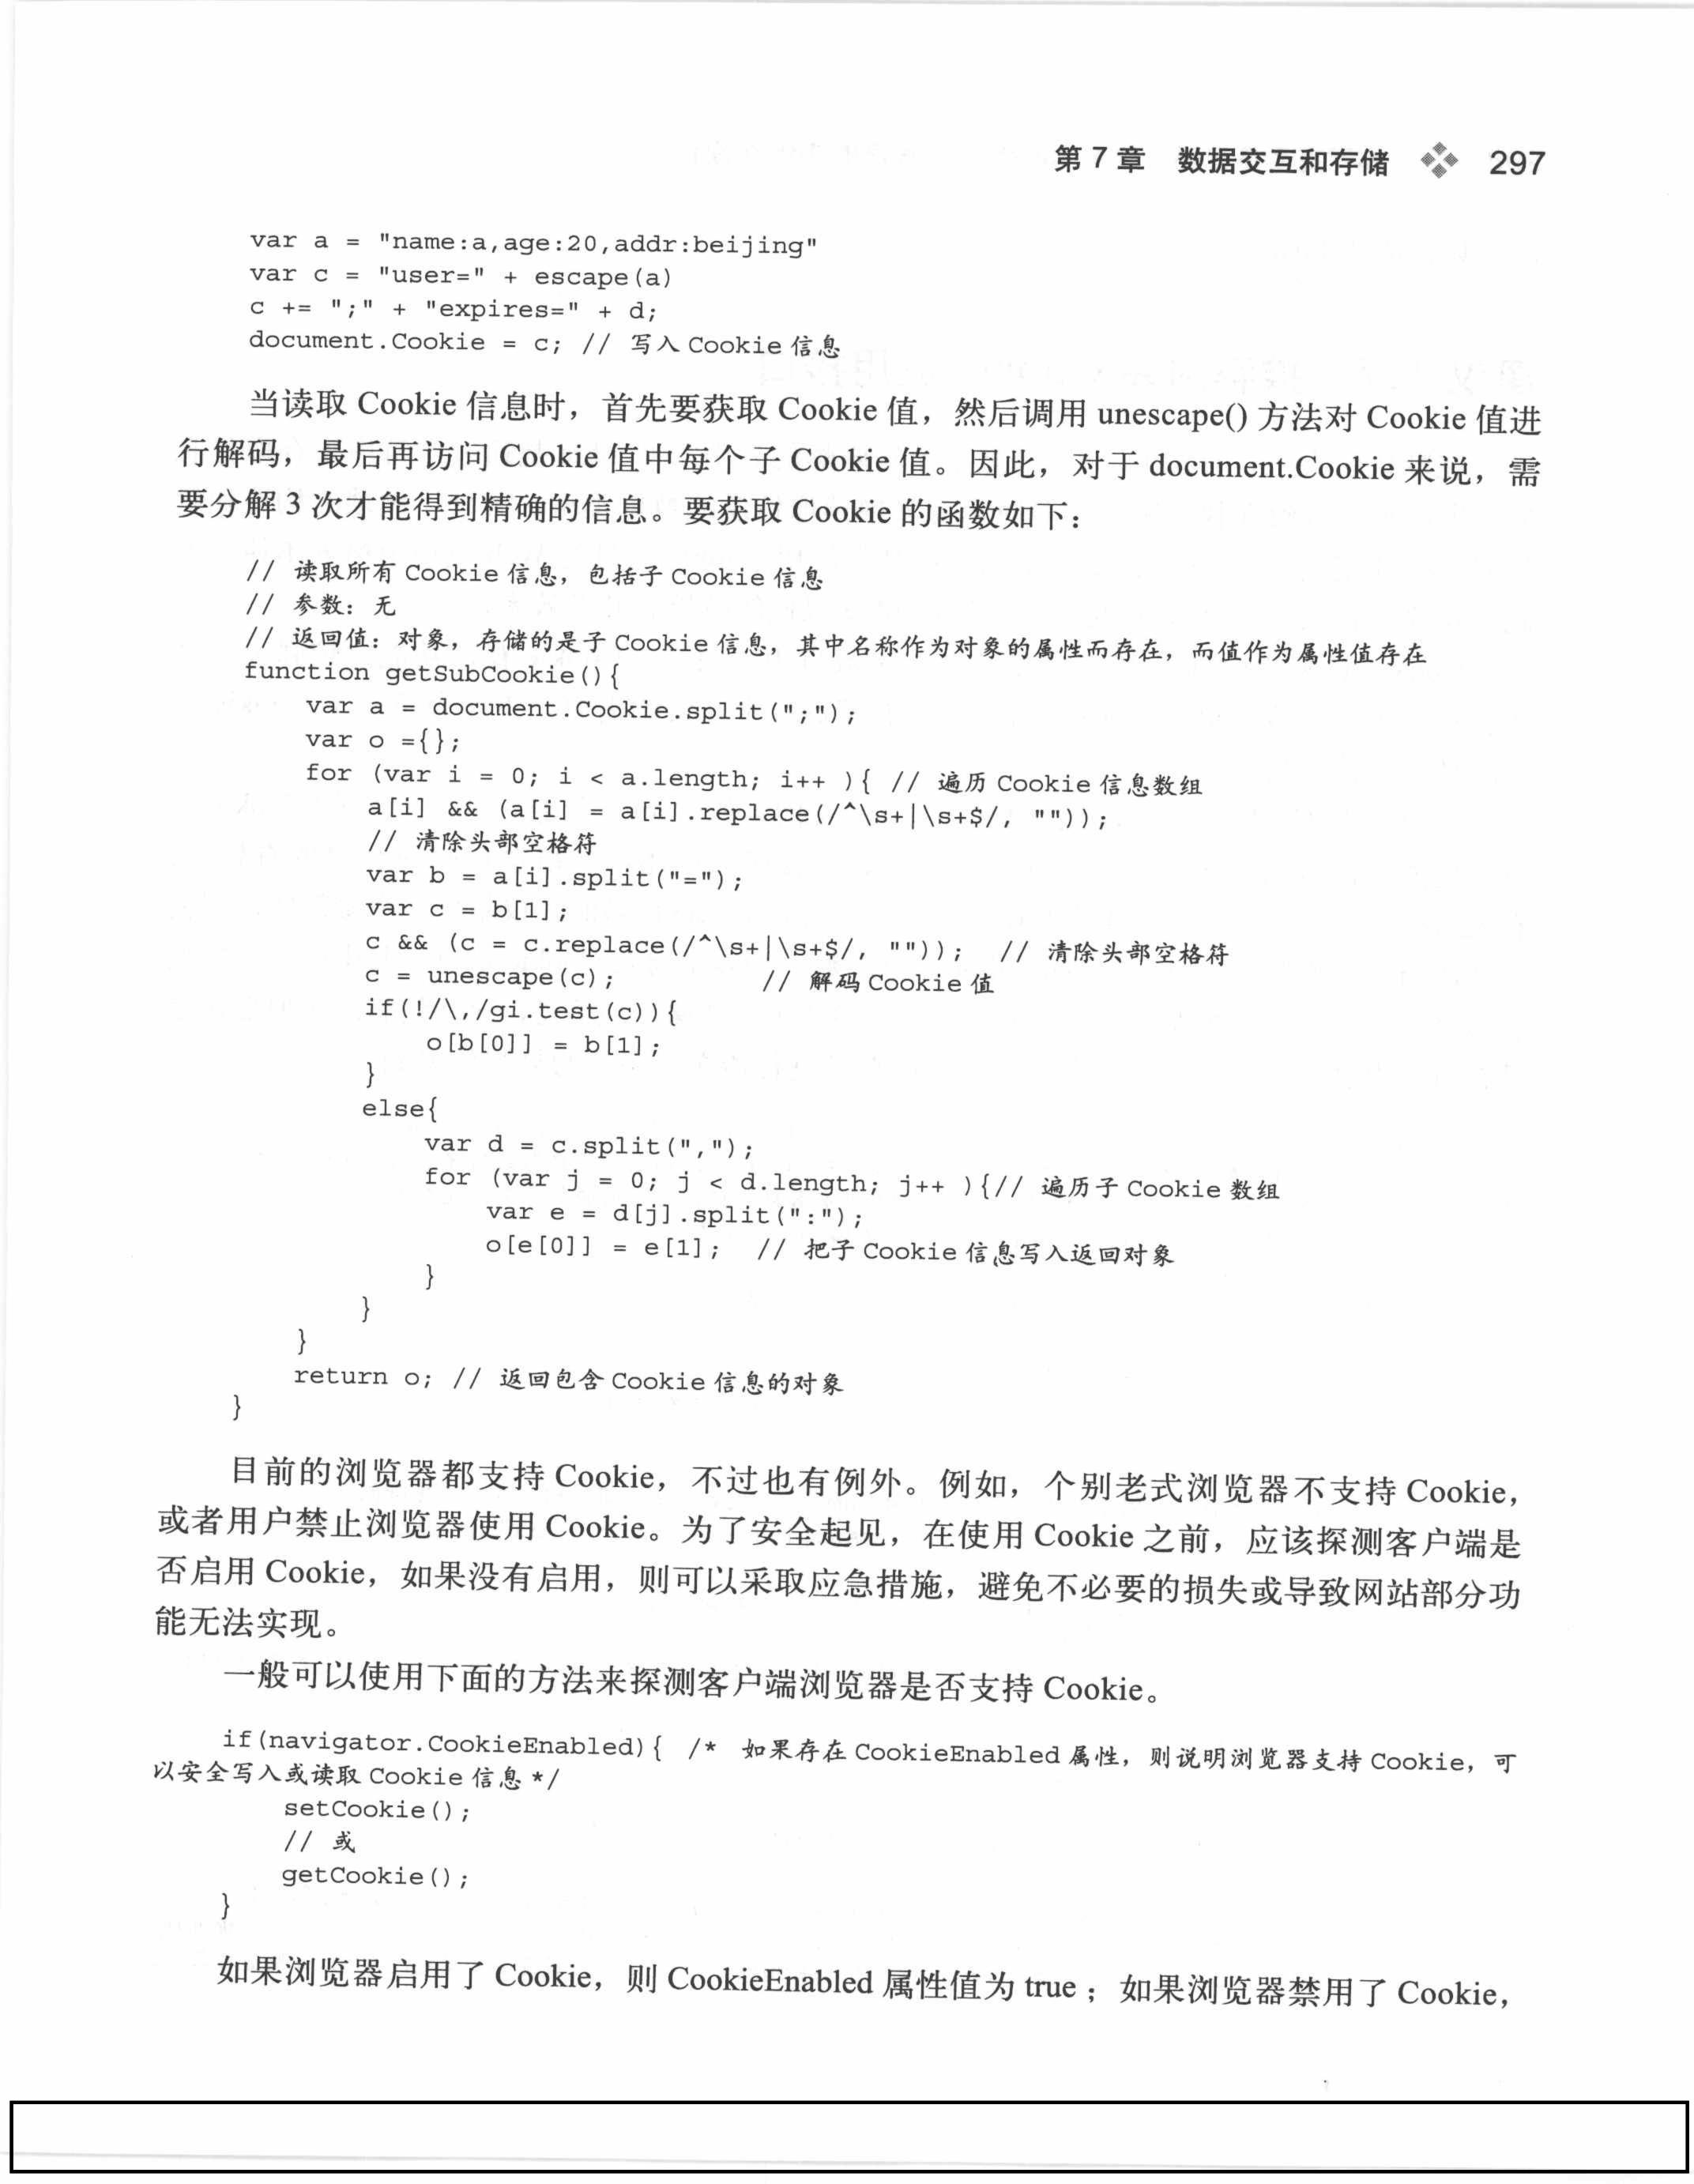 第 7 章 数据交互和存储 297
var a = "name:a,age:20,addr:beijing"
var c = "user=" + escape(a)
c += ";" + "expires=" + d;
document.Cookie = c; // 写入 Cookie 信息
当读取 Cookie 信息时，首先要获取 Cookie 值，然后调用 unescape() 方法对 Cookie 值进
行解码，最后再访问 Cookie 值中每个子 Cookie 值。因此，对于 document.Cookie 来说，需
要分解 3 次才能得到精确的信息。要获取 Cookie 的函数如下：
// 读取所有 Cookie 信息，包括子 Cookie 信息
// 参数：无
// 返回值：对象，存储的是子 Cookie 信息，其中名称作为对象的属性而存在，而值作为属性值存在
function getSubCookie(){
var a = document.Cookie.split(";");
var o ={};
for (var i = 0; i < a.length; i++ ){ // 遍历 Cookie 信息数组
a[i] && (a[i] = a[i].replace(/^\s+|\s+$/, ""));
// 清除头部空格符
var b = a[i].split("=");
var c = b[1];
c && (c = c.replace(/^\s+|\s+$/, "")); // 清除头部空格符
c = unescape(c); // 解码 Cookie 值
if(!/\,/gi.test(c)){
o[b[0]] = b[1];
}
else{
var d = c.split(",");
for (var j = 0; j < d.length; j++ ){// 遍历子 Cookie 数组
var e = d[j].split(":");
o[e[0]] = e[1]; // 把子 Cookie 信息写入返回对象
}
}
}
return o; // 返回包含 Cookie 信息的对象
}
目前的浏览器都支持 Cookie，不过也有例外。例如，个别老式浏览器不支持 Cookie，
或者用户禁止浏览器使用 Cookie。为了安全起见，在使用 Cookie 之前，应该探测客户端是
否启用 Cookie，如果没有启用，则可以采取应急措施，避免不必要的损失或导致网站部分功
能无法实现。
一般可以使用下面的方法来探测客户端浏览器是否支持 Cookie。
if(navigator.CookieEnabled){ /* 如果存在 CookieEnabled 属性，则说明浏览器支持 Cookie，可
以安全写入或读取 Cookie 信息 */
setCookie();
// 或
getCookie();
}
如果浏览器启用了 Cookie，则 CookieEnabled 属性值为 true；如果浏览器禁用了 Cookie，